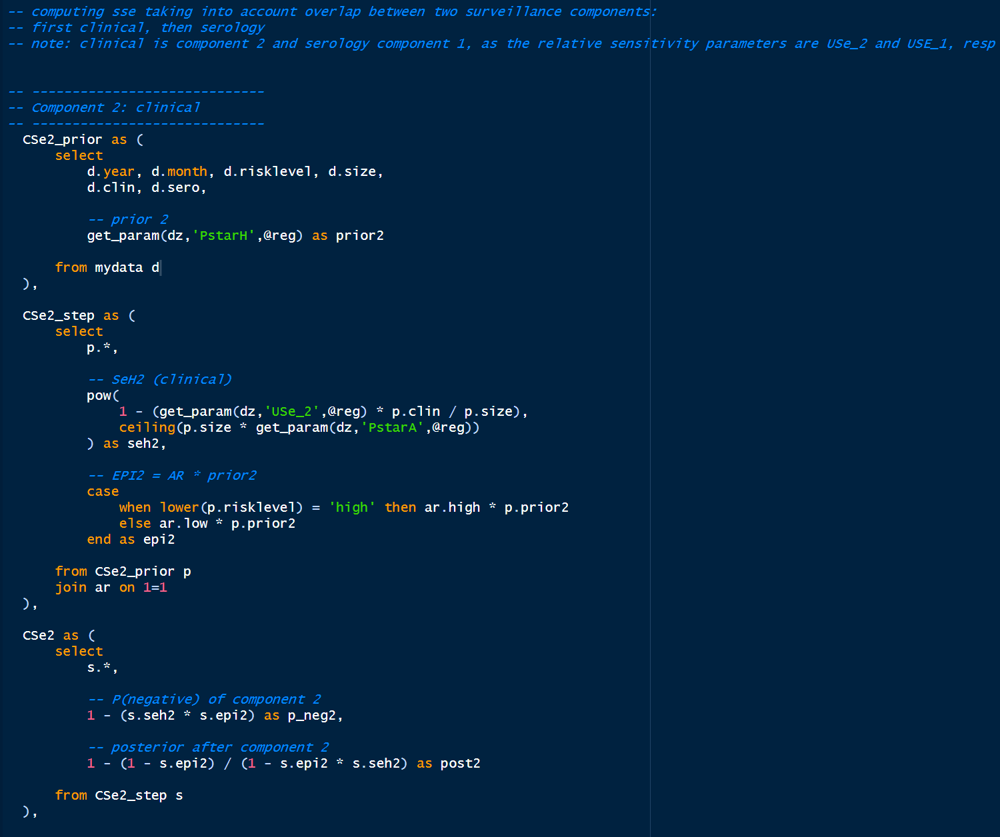 -- computing sse taking into account overlap between two surveillance components:
-- first clinical, then serology
-- note: clinical is component 2 and serology component 1, as the relative sensitivity parameters are USe_2 and USE_1, resp
-- -----------------------------
-- Component 2: clinical
-- -----------------------------
CSe2_prior as (
select
d.year, d.month, d.risklevel, d.size,
d.clin, d.sero,
-- prior 2
get_param(dz,'PstarH',@reg) as prior2
from mydata d
),
CSe2_step as (
select
p.*,
-- SeH2 (clinical)
pow(
1 - (get_param(dz,'USe_2',@reg) * p.clin / p.size),
ceiling(p.size * get_param(dz,'PstarA',@reg))
) as seh2,
-- EPI2 = AR * prior2
case
when lower(p.risklevel) = 'high' then ar.high * p.prior2
else ar.low * p.prior2
end as epi2
from CSe2_prior p
join ar on 1=1
),
CSe2 as (
select
s.*,
-- P(negative) of component 2
1 - (s.seh2 * s.epi2) as p_neg2,
-- posterior after component 2
1 - (1 - s.epi2) / (1 - s.epi2 * s.seh2) as post2
from CSe2_step s
),